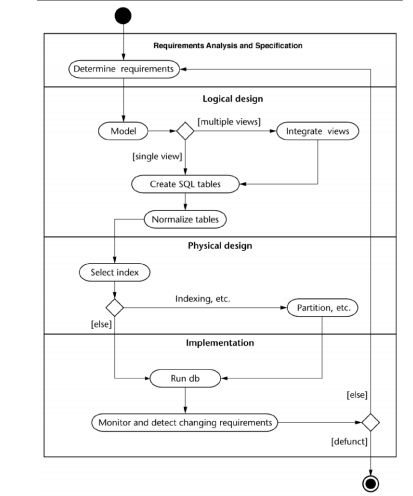 Requirements Analysis and Specification
Determine requirements
Logical design
Model
[multiple views]
Integrate views
[single view]
Create SQL tables
Normalize tables
Physical design
Select index
Indexing, etc.
Partition, etc.
[else]
Implementation
Run db
[else]
Monitor and detect changing requirements
[defunct]